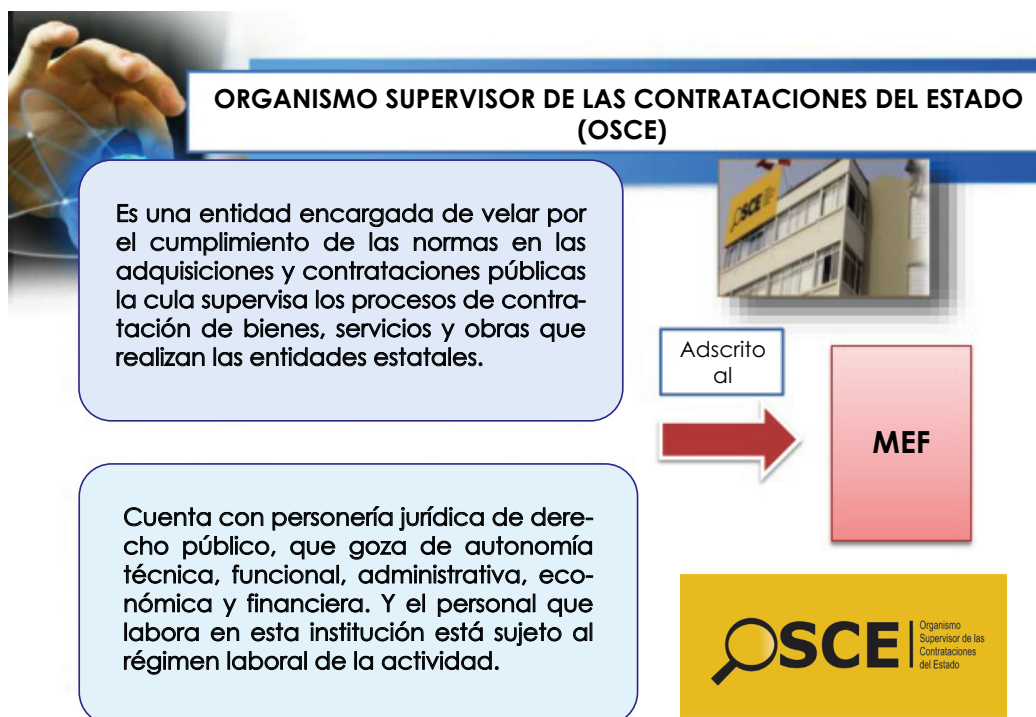 ORGANISMO SUPERVISOR DE LAS CONTRATACIONES DEL ESTADO
(OSCE)
Es una entidad encargada de velar por
el cumplimiento de las normas en las
adquisiciones y contrataciones públicas
la cula supervisa los procesos de contra-
tación de bienes, servicios y obras que
realizan las entidades estatales.
OSCE
Adscrito
al
MEF
Cuenta con personería jurídica de dere-
cho público, que goza de autonomía
técnica, funcional, administrativa, eco-
nómica y financiera. Y el personal que
labora en esta institución está sujeto al
régimen laboral de la actividad.
OSCE
Organismo
Supervisor de las
Contrataciones
del Estado